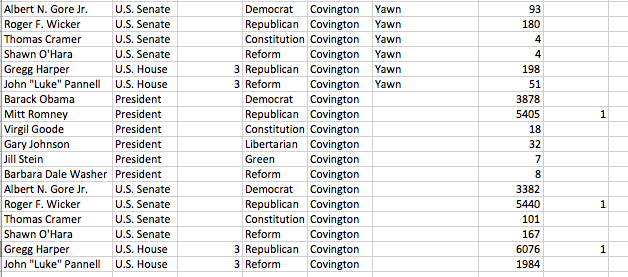 Albert N. Gore Jr. U.S. Senate Democrat Covington Yawn 93
Roger F. Wicker U.S. Senate Republican Covington Yawn 180
Thomas Cramer U.S. Senate Constitution Covington Yawn 4
Shawn O'Hara U.S. Senate Reform Covington Yawn 4
Gregg Harper U.S. House 3 Republican Covington Yawn 198
John "Luke" Pannell U.S. House 3 Reform Covington Yawn 51
Barack Obama President Democrat Covington 3878
Mitt Romney President Republican Covington 5405 1
Virgil Goode President Constitution Covington 18
Gary Johnson President Libertarian Covington 32
Jill Stein President Green Covington 7
Barbara Dale Washer President Reform Covington 8
Albert N. Gore Jr. U.S. Senate Democrat Covington 3382
Roger F. Wicker U.S. Senate Republican Covington 5440 1
Thomas Cramer U.S. Senate Constitution Covington 101
Shawn O'Hara U.S. Senate Reform Covington 167
Gregg Harper U.S. House 3 Republican Covington 6076 1
John "Luke" Pannell U.S. House 3 Reform Covington 1984